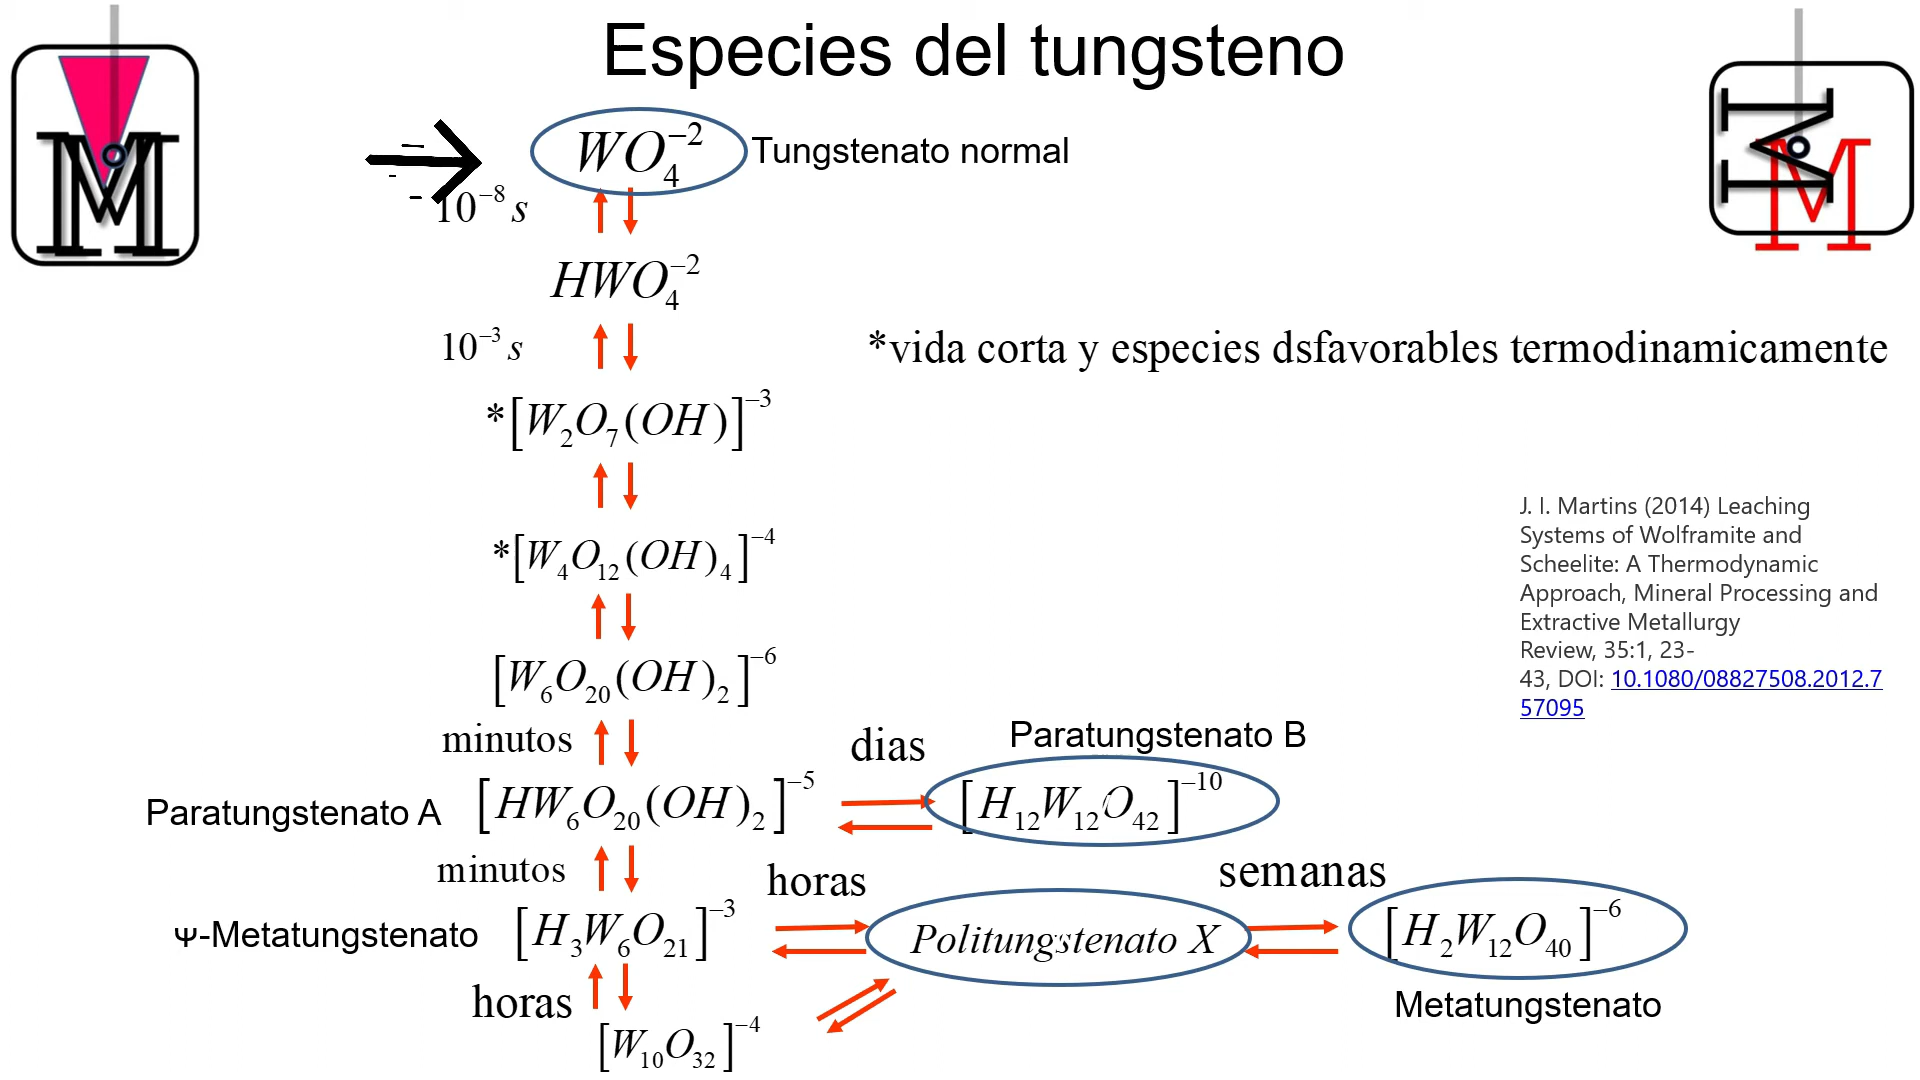 Especies del tungsteno
WO₄⁻² Tungstenato normal
10⁻⁸ s
HWO₄⁻²
10⁻³ s
*vida corta y especies dsfavorables termodinamicamente
*[W₂O₇(OH)]⁻³
*[W₄O₁₂(OH)₄]⁻⁴
J. I. Martins (2014) Leaching
Systems of Wolframite and
Scheelite: A Thermodynamic
Approach, Mineral Processing and
Extractive Metallurgy
Review, 35:1, 23-
43, DOI: 10.1080/08827508.2012.7
57095
[W₆O₂₀(OH)₂]⁻⁶
minutos
dias
Paratungstenato B
Paratungstenato A [HW₆O₂₀(OH)₂]⁻⁵ [H₁₂W₁₂O₄₂]⁻¹⁰
minutos
horas
semanas
Ψ-Metatungstenato [H₃W₆O₂₁]⁻³ Politungstenato X [H₂W₁₂O₄₀]⁻⁶
horas
Metatungstenato
[W₁₀O₃₂]⁻⁴